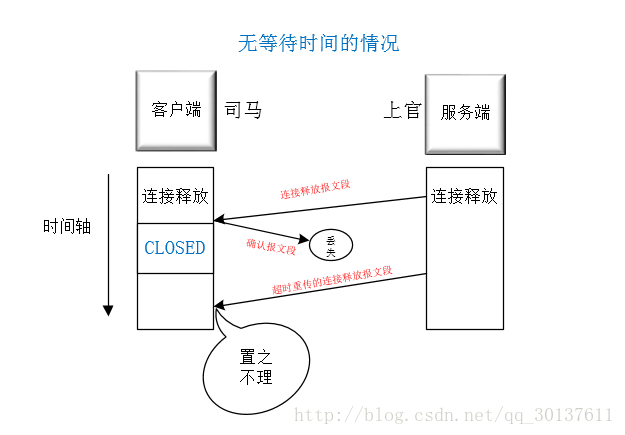 无等待时间的情况
客户端
司马
上官
服务端
时间轴
连接释放
连接释放报文段
连接释放
CLOSED
确认报文段
丢
失
超时重传的连接释放报文段
置之
不理
http://blog.csdn.net/qq_30137611